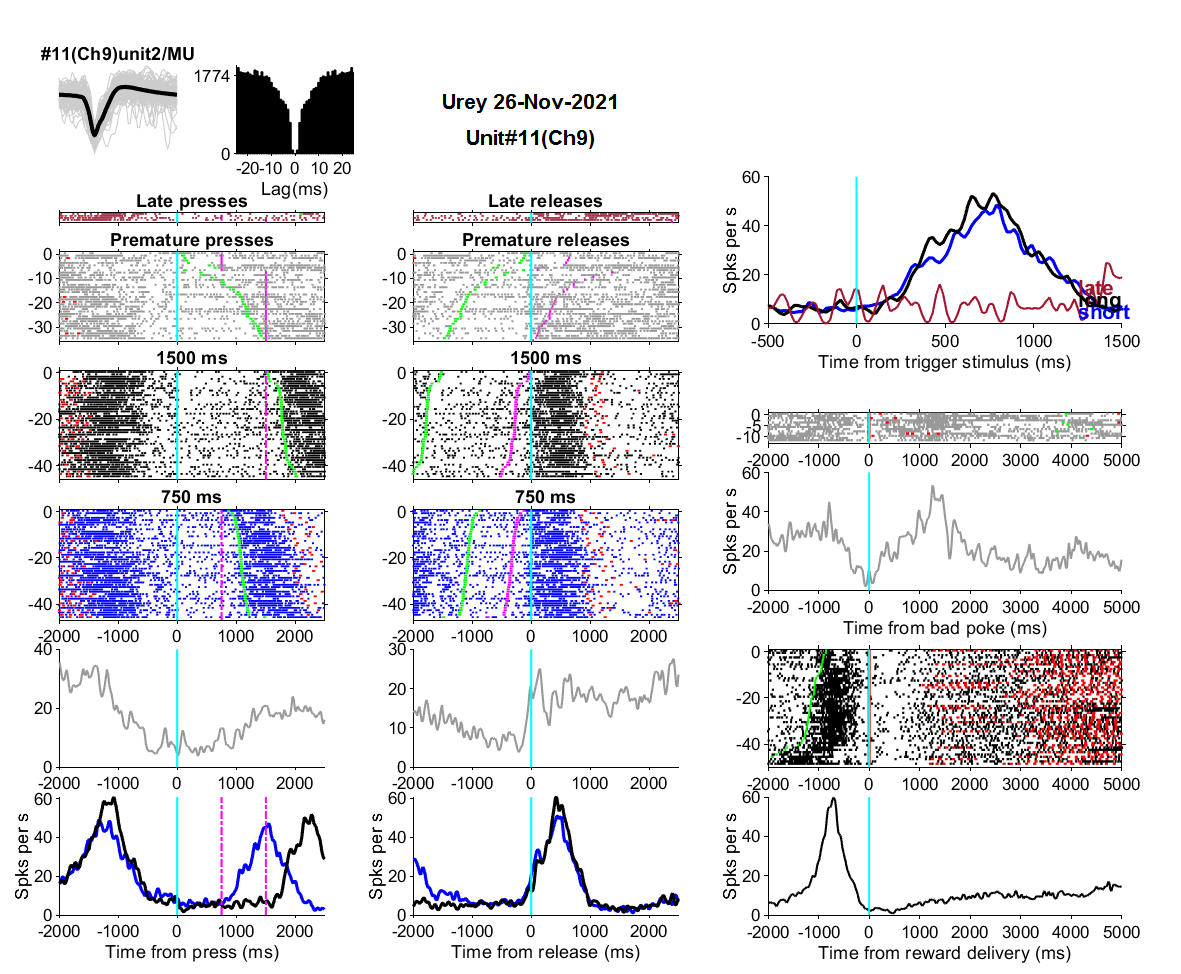 #11(Ch9)unit2/MU
1774
0
-20 -10 0 10 20
Lag(ms)
Urey 26-Nov-2021
Unit#11(Ch9)
Late presses
Premature presses
0
-10
-20
-30
1500 ms
0
-20
-40
750 ms
0
-20
-40
-2000 -1000 0 1000 2000
40
20
0
-2000 -1000 0 1000 2000
60
40
20
0
Spks per s
-2000 -1000 0 1000 2000
Time from press (ms)
Late releases
Premature releases
0
-10
-20
-30
1500 ms
0
-20
-40
750 ms
0
-20
-40
-2000 -1000 0 1000 2000
30
20
10
0
-2000 -1000 0 1000 2000
60
40
20
0
Spks per s
-2000 -1000 0 1000 2000
Time from release (ms)
60
40
20
0
Spks per s
late
long
short
-500 0 500 1000 1500
Time from trigger stimulus (ms)
0
-5
-10
-2000 -1000 0 1000 2000 3000 4000 5000
60
40
20
0
Spks per s
-2000 -1000 0 1000 2000 3000 4000 5000
Time from bad poke (ms)
0
-20
-40
-2000 -1000 0 1000 2000 3000 4000 5000
60
40
20
0
Spks per s
-2000 -1000 0 1000 2000 3000 4000 5000
Time from reward delivery (ms)